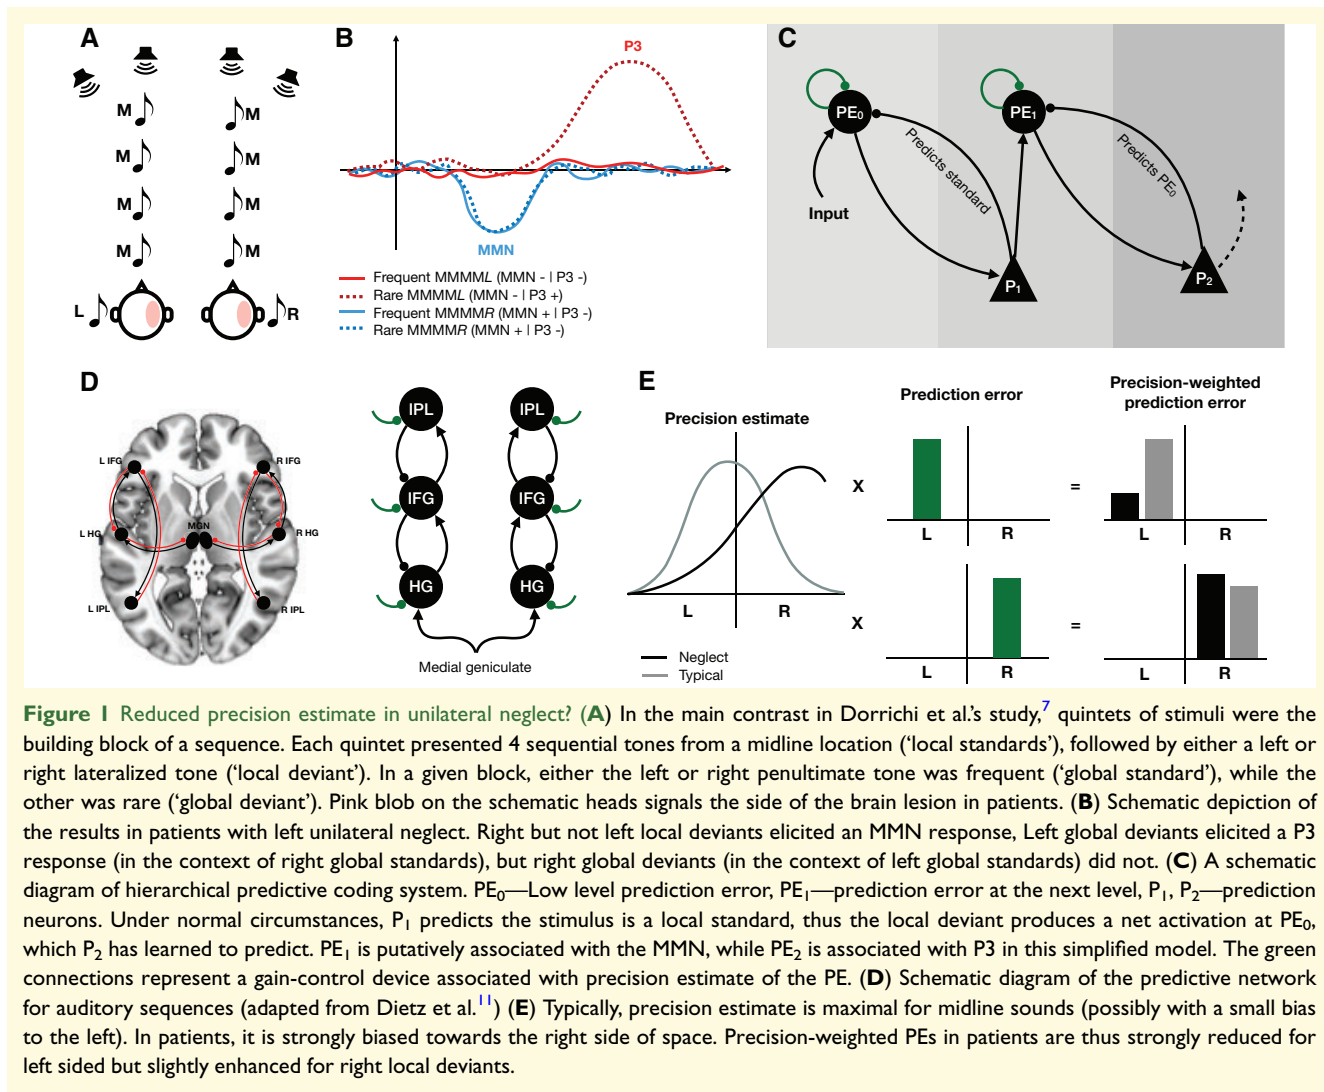 A
M
M
M
M
M
M
M
M
L
R
B
P3
MMN
Frequent MMMML (MMN - | P3 -)
Rare MMMML (MMN - | P3 +)
Frequent MMMMR (MMN + | P3 -)
Rare MMMMR (MMN + | P3 -)
C
PE0
PE1
Predicts standard
Predicts PE0
Input
P1
P2
D
L IFG
R IFG
MGN
L HG
R HG
L IPL
R IPL
IPL
IPL
IFG
IFG
HG
HG
Medial geniculate
E
Precision estimate
L
R
Neglect
Typical
Prediction error
Precision-weighted
prediction error
X
=
L
R
L
R
X
=
L
R
L
R
Figure 1 Reduced precision estimate in unilateral neglect? (A) In the main contrast in Dorrichi et al.'s study,7 quintets of stimuli were the
building block of a sequence. Each quintet presented 4 sequential tones from a midline location ('local standards'), followed by either a left or
right lateralized tone ('local deviant'). In a given block, either the left or right penultimate tone was frequent ('global standard'), while the
other was rare ('global deviant'). Pink blob on the schematic heads signals the side of the brain lesion in patients. (B) Schematic depiction of
the results in patients with left unilateral neglect. Right but not left local deviants elicited an MMN response, Left global deviants elicited a P3
response (in the context of right global standards), but right global deviants (in the context of left global standards) did not. (C) A schematic
diagram of hierarchical predictive coding system. PE0—Low level prediction error, PE1—prediction error at the next level, P1, P2—prediction
neurons. Under normal circumstances, P1 predicts the stimulus is a local standard, thus the local deviant produces a net activation at PE0,
which P2 has learned to predict. PE1 is putatively associated with the MMN, while PE2 is associated with P3 in this simplified model. The green
connections represent a gain-control device associated with precision estimate of the PE. (D) Schematic diagram of the predictive network
for auditory sequences (adapted from Dietz et al.11) (E) Typically, precision estimate is maximal for midline sounds (possibly with a small bias
to the left). In patients, it is strongly biased towards the right side of space. Precision-weighted PEs in patients are thus strongly reduced for
left sided but slightly enhanced for right local deviants.